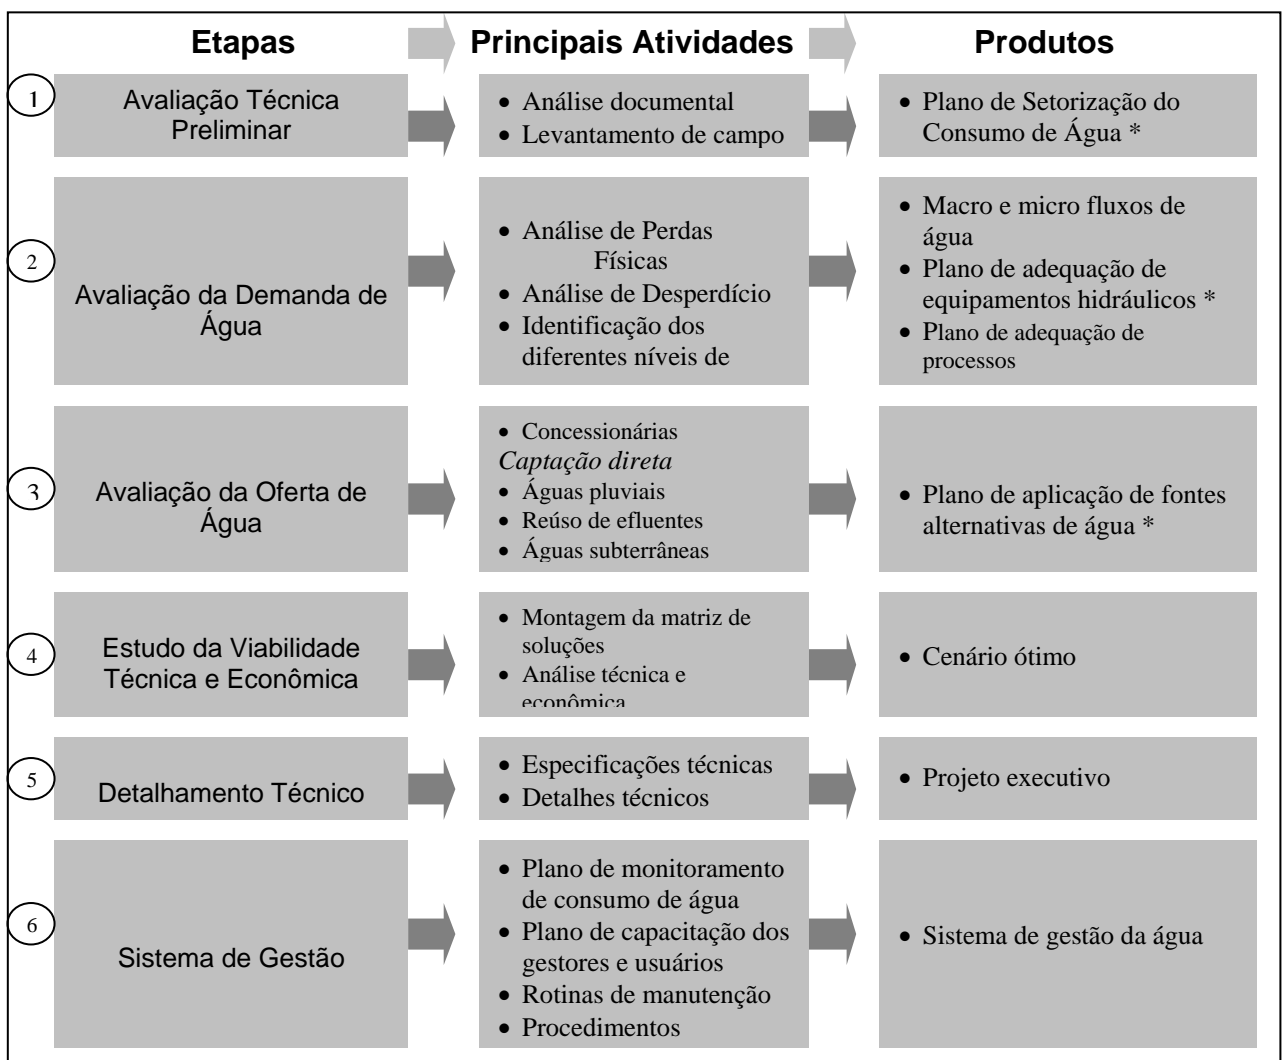 Etapas
Principais Atividades
Produtos
1
Avaliação Técnica
Preliminar
• Análise documental
• Levantamento de campo
• Plano de Setorização do
Consumo de Água *
2
Avaliação da Demanda de
Água
• Análise de Perdas
Físicas
• Análise de Desperdício
• Identificação dos
diferentes níveis de
• Macro e micro fluxos de
água
• Plano de adequação de
equipamentos hidráulicos *
• Plano de adequação de
processos
3
Avaliação da Oferta de
Água
• Concessionárias
Captação direta
• Águas pluviais
• Reúso de efluentes
• Águas subterrâneas
• Plano de aplicação de fontes
alternativas de água *
4
Estudo da Viabilidade
Técnica e Econômica
• Montagem da matriz de
soluções
• Análise técnica e
econômica
• Cenário ótimo
5
Detalhamento Técnico
• Especificações técnicas
• Detalhes técnicos
• Projeto executivo
6
Sistema de Gestão
• Plano de monitoramento
de consumo de água
• Plano de capacitação dos
gestores e usuários
• Rotinas de manutenção
• Procedimentos
• Sistema de gestão da água